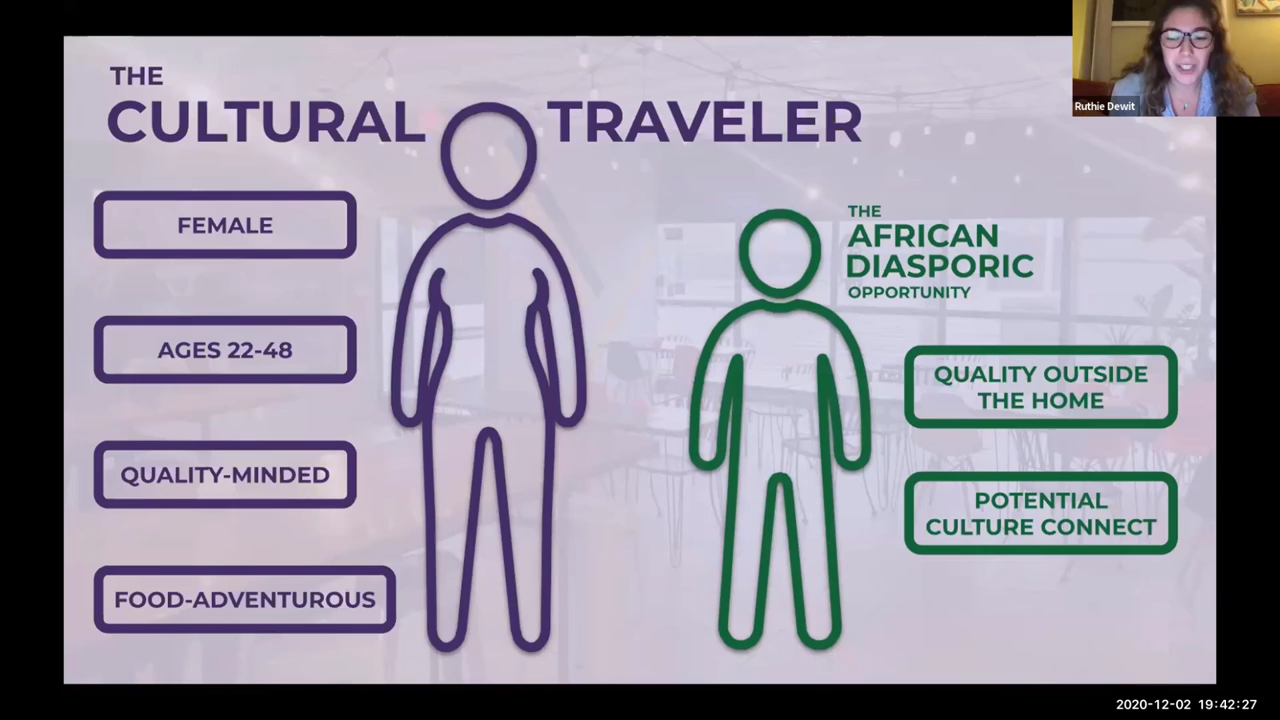 THE
CULTURAL TRAVELER
FEMALE
AGES 22-48
QUALITY-MINDED
FOOD-ADVENTUROUS
THE
AFRICAN
DIASPORIC
OPPORTUNITY
QUALITY OUTSIDE
THE HOME
POTENTIAL
CULTURE CONNECT
Ruthie Dewit
2020-12-02 19:42:27